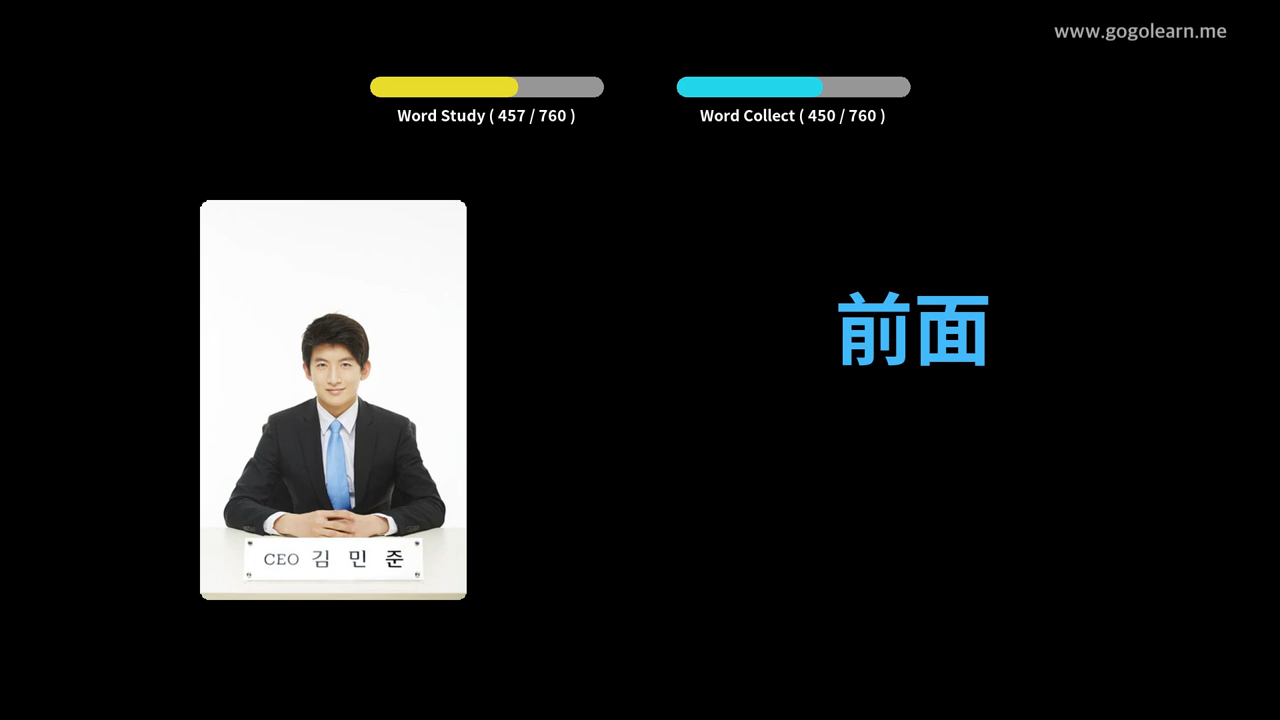 www.gogolearn.me
Word Study ( 457 / 760 )
Word Collect ( 450 / 760 )
前面
CEO 김 민 준